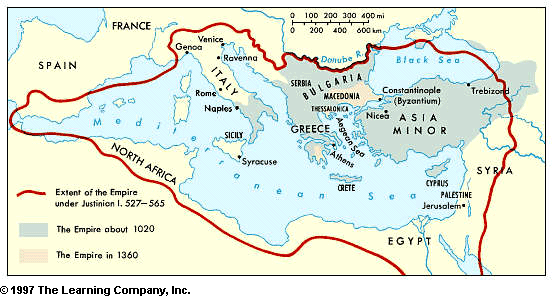 0 100 200 300 400 mi
0 200 400 600 km
FRANCE
SPAIN
Venice
Genoa
Ravenna
ITALY
Rome
Naples
SICILY
Syracuse
Danube R.
Black Sea
SERBIA
BULGARIA
MACEDONIA
THESSALONICA
Constantinople
(Byzantium)
Nicea
Trebizond
ASIA
MINOR
GREECE
Aegean Sea
Athens
CRETE
CYPRUS
SYRIA
PALESTINE
Jerusalem
EGYPT
NORTH AFRICA
Mediterranean Sea
Extent of the Empire
under Justinian I. 527–565
The Empire about 1020
The Empire in 1360
© 1997 The Learning Company, Inc.